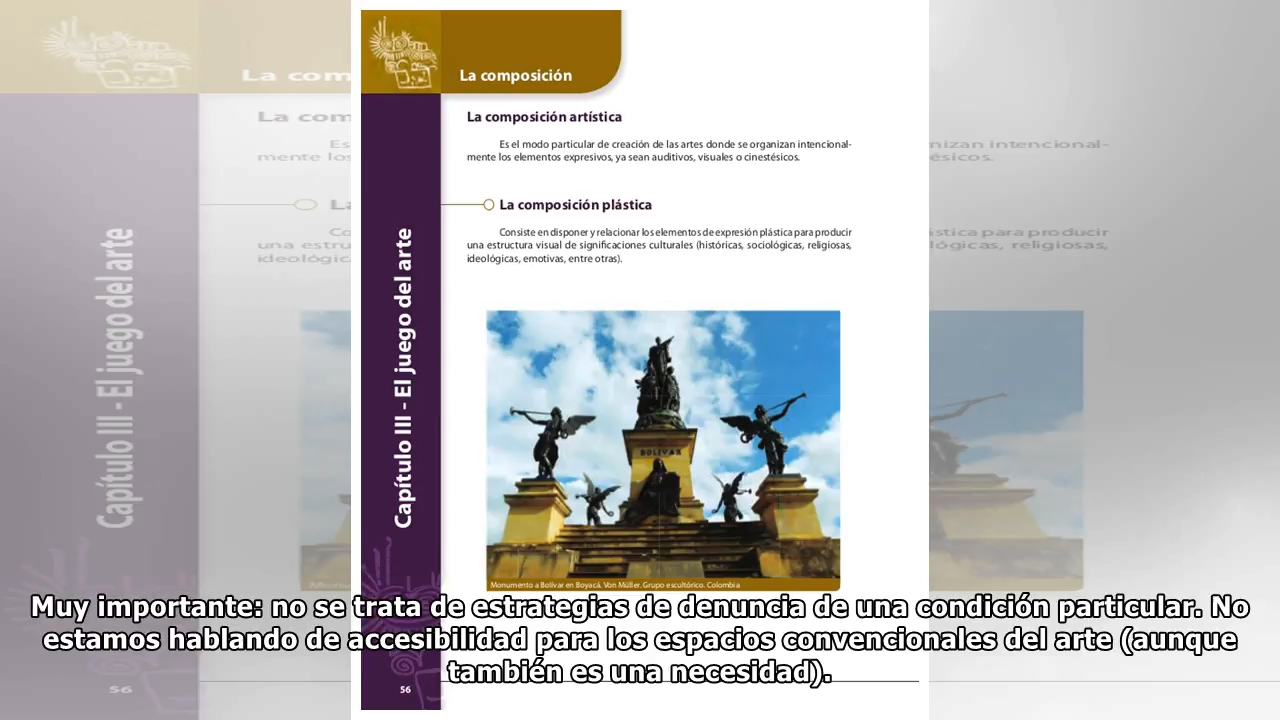 La composición
La composición artística
Es el modo particular de creación de las artes donde se organizan intencional-
mente los elementos expresivos, ya sean auditivos, visuales o cinestésicos.
La composición plástica
Consiste en disponer y relacionar los elementos de expresión plástica para producir
una estructura visual de significaciones culturales (históricas, sociológicas, religiosas,
ideológicas, emotivas, entre otras).
Capítulo III - El juego del arte
BOLÍVAR
Monumento a Bolívar en Boyacá. Von Müller. Grupo escultórico. Colombia
Muy importante: no se trata de estrategias de denuncia de una condición particular. No
estamos hablando de accesibilidad para los espacios convencionales del arte (aunque
también es una necesidad).
56